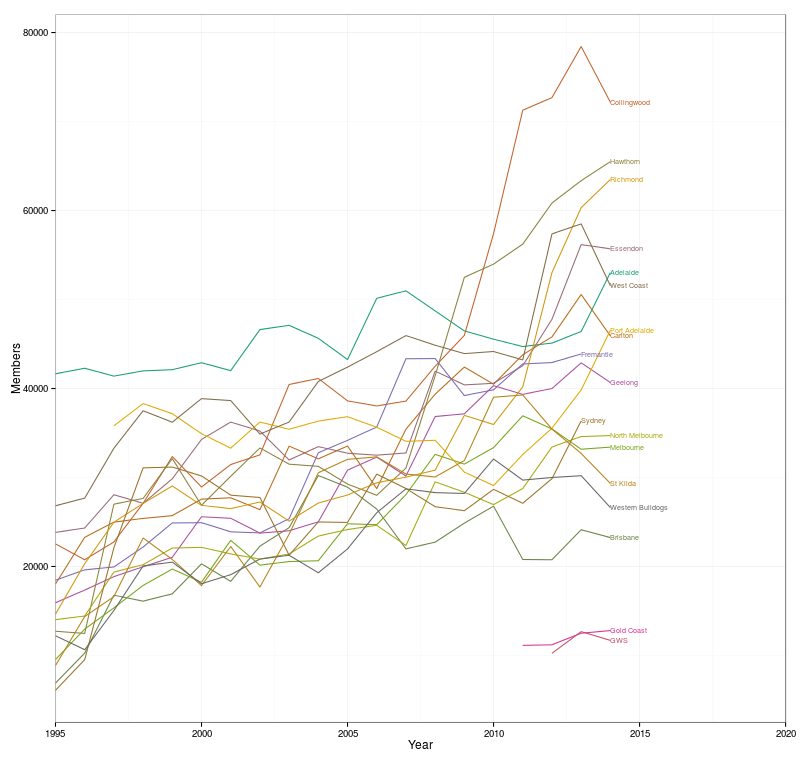 80000
Collingwood
Hawthorn
Richmond
60000
Essendon
Adelaide
West Coast
Port Adelaide
Carlton
Fremantle
Geelong
40000
Sydney
North Melbourne
Melbourne
St Kilda
Western Bulldogs
Brisbane
20000
Gold Coast
GWS
Members
1995
2000
2005
2010
2015
2020
Year